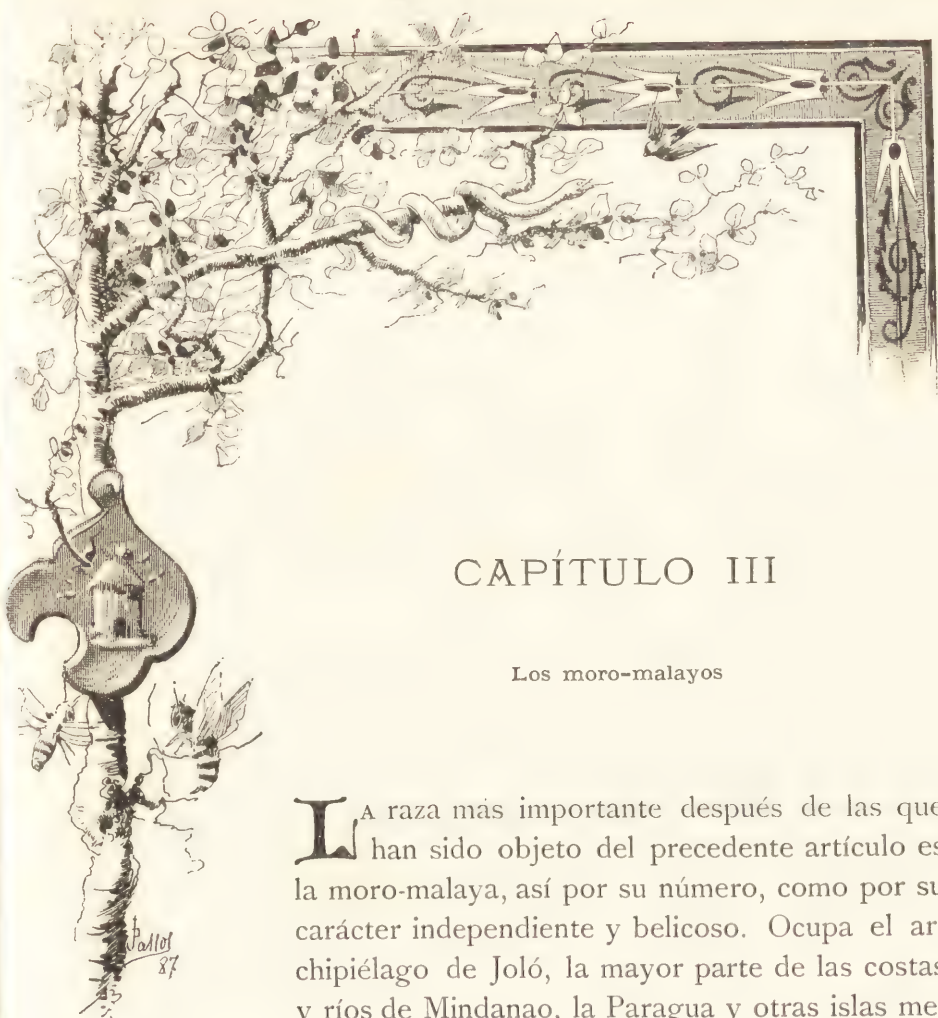 CAPÍTULO III
Los moro-malayos
LA raza más importante después de las que
han sido objeto del precedente artículo es
la moro-malaya, así por su número, como por su
carácter independiente y belicoso. Ocupa el ar
chipiélago de Joló, la mayor parte de las costas
y ríos de Mindanao, la Paragua y otras islas me
87